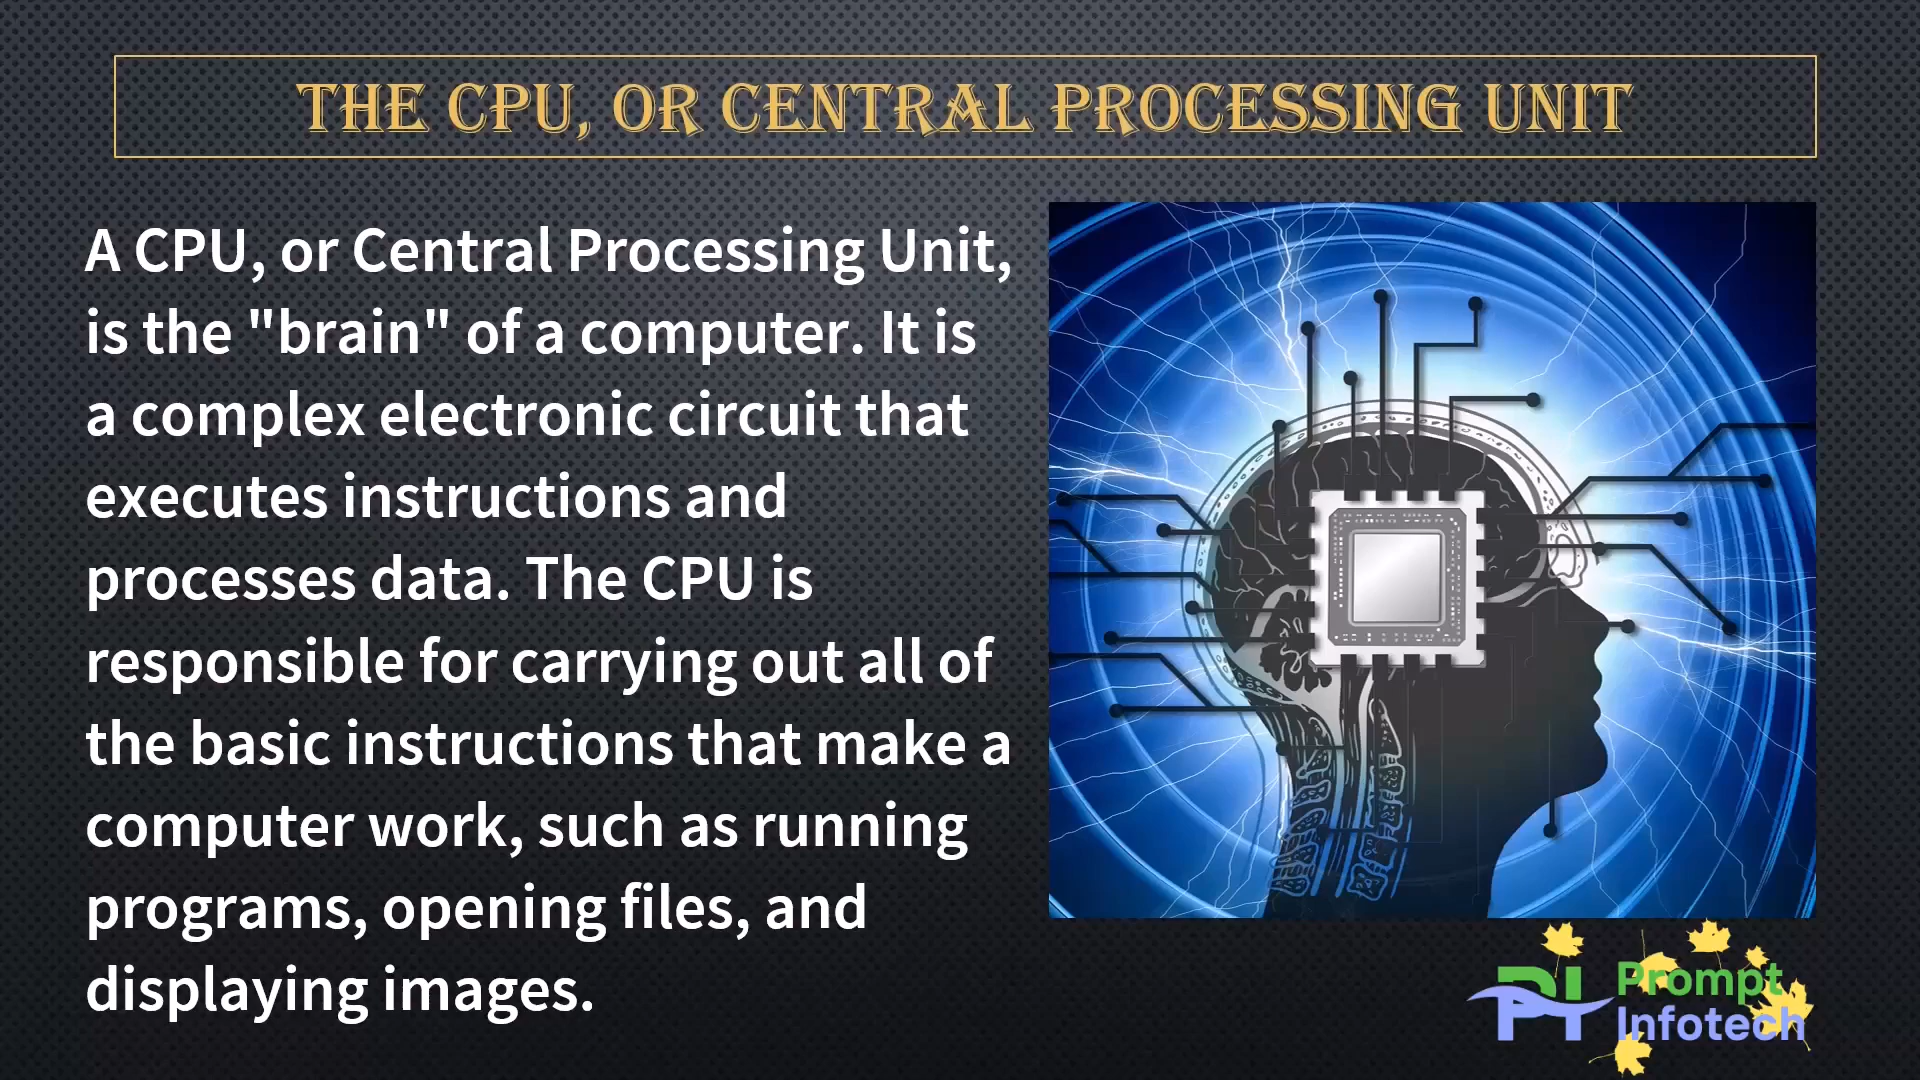 THE CPU, OR CENTRAL PROCESSING UNIT
A CPU, or Central Processing Unit,
is the "brain" of a computer. It is
a complex electronic circuit that
executes instructions and
processes data. The CPU is
responsible for carrying out all of
the basic instructions that make a
computer work, such as running
programs, opening files, and
displaying images.
PI
Prompt
Infotech